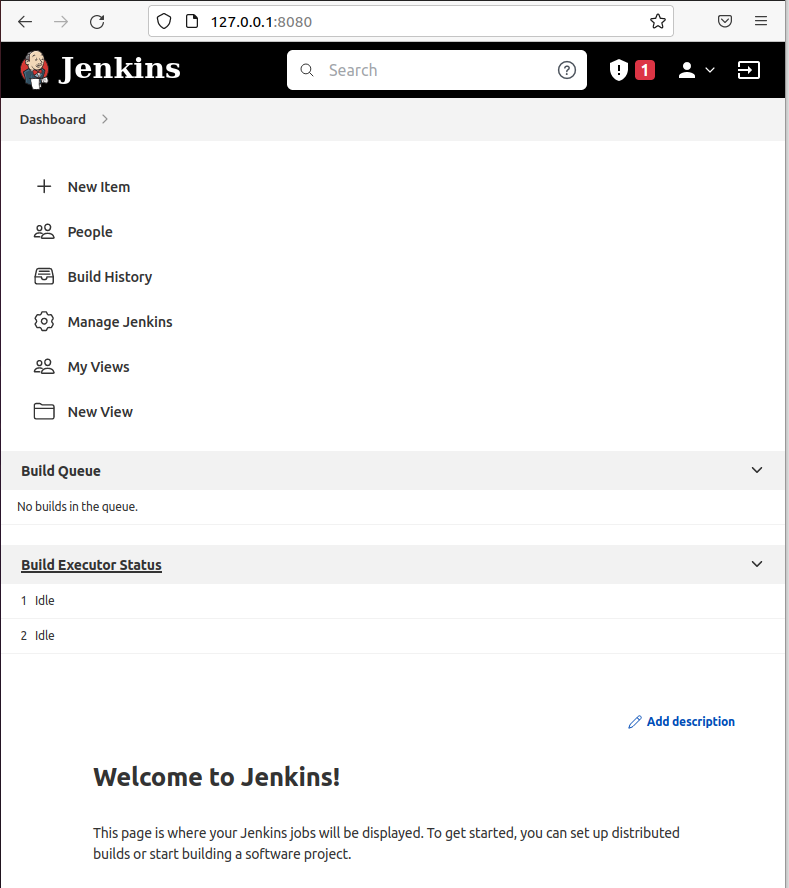 127.0.0.1:8080
Jenkins
Search
?
! 1
Dashboard
New Item
People
Build History
Manage Jenkins
My Views
New View
Build Queue
No builds in the queue.
Build Executor Status
1 Idle
2 Idle
Add description
Welcome to Jenkins!
This page is where your Jenkins jobs will be displayed. To get started, you can set up distributed
builds or start building a software project.